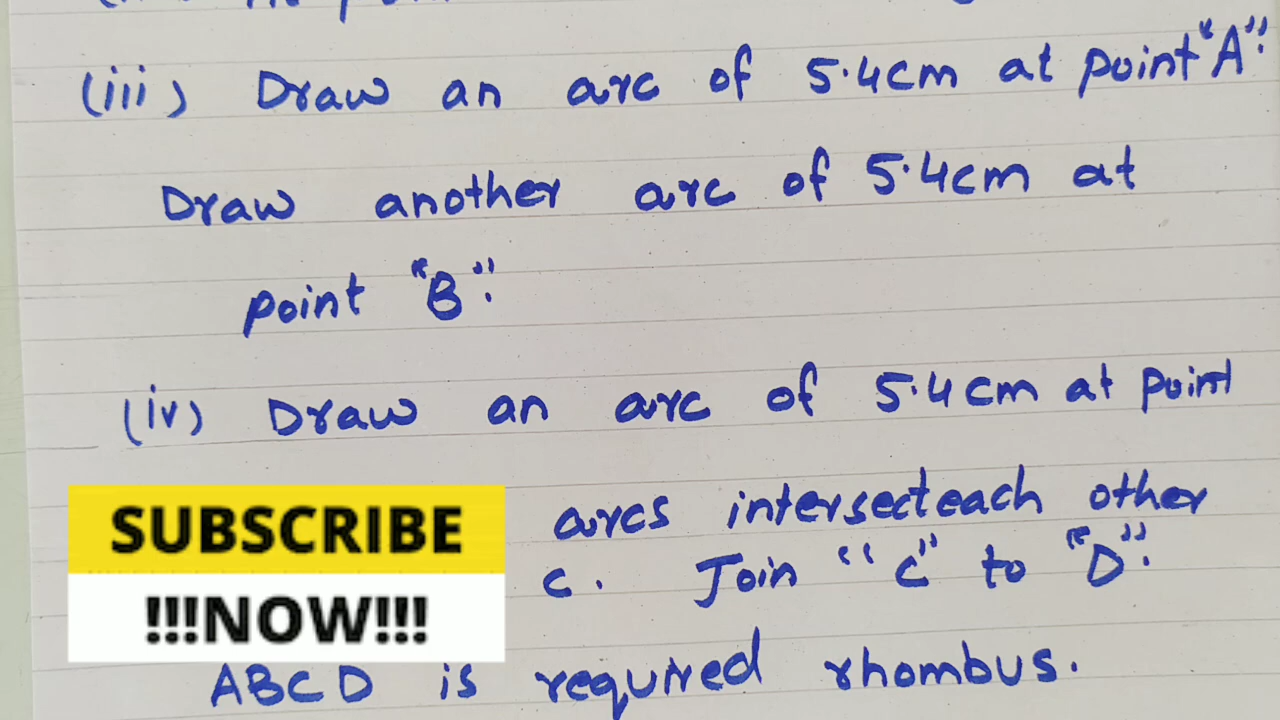 (iii) Draw an arc of 5.4cm at point "A".
Draw another arc of 5.4cm at
point "B".
(iv) Draw an arc of 5.4cm at point
arcs intersect each other
c. Join "C" to "D".
SUBSCRIBE
!!!NOW!!!
ABCD is required rhombus.